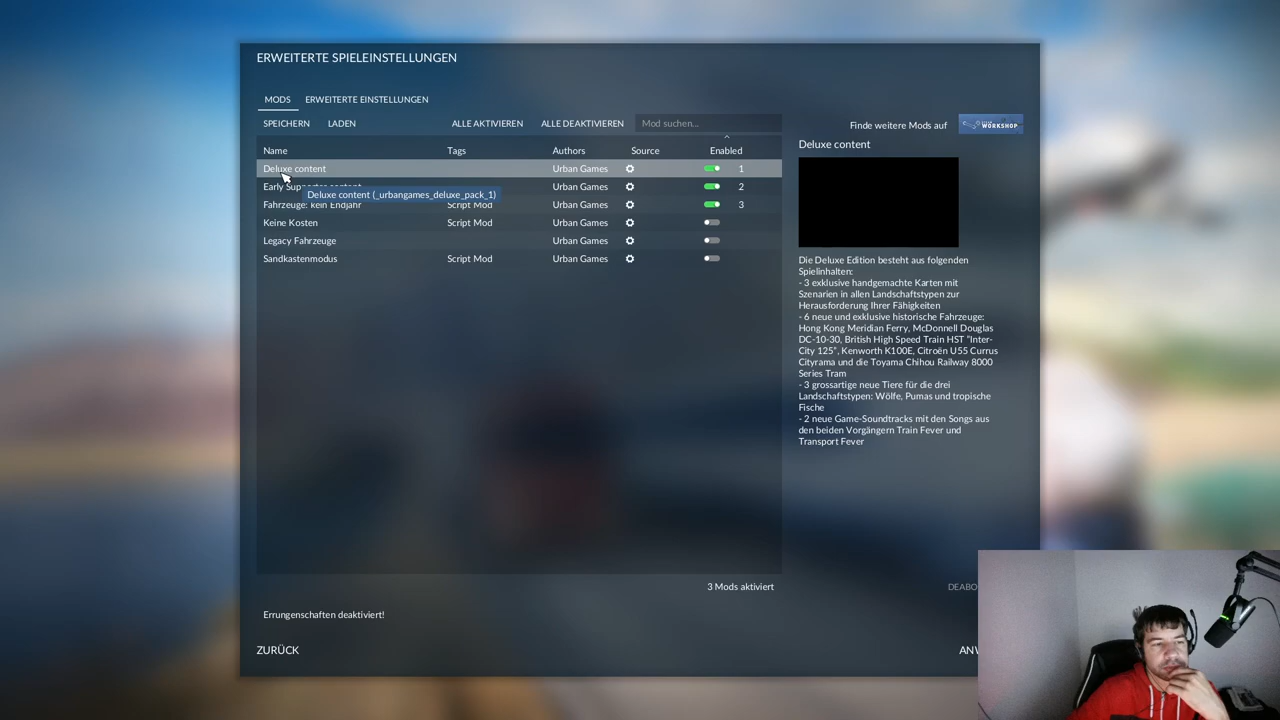 ERWEITERTE SPIELEINSTELLUNGEN
MODS ERWEITERTE EINSTELLUNGEN
SPEICHERN LADEN ALLE AKTIVIEREN ALLE DEAKTIVIEREN Mod suchen...
Finde weitere Mods auf WORKSHOP
Name Tags Authors Source Enabled
Deluxe content Urban Games 1
Early Supporter content Urban Games 2
Deluxe content (_urbangames_deluxe_pack_1)
Fahrzeuge: kein Endjahr Script Mod Urban Games 3
Keine Kosten Script Mod Urban Games
Legacy Fahrzeuge Urban Games
Sandkastenmodus Script Mod Urban Games
Deluxe content
Die Deluxe Edition besteht aus folgenden
Spielinhalten:
- 3 exklusive handgemachte Karten mit
Szenarien in allen Landschaftstypen zur
Herausforderung Ihrer Fähigkeiten
- 6 neue und exklusive historische Fahrzeuge:
Hong Kong Meridian Ferry, McDonnell Douglas
DC-10-30, British High Speed Train HST "Inter-
City 125", Kenworth K100E, Citroën U55 Currus
Cityrama und die Toyama Chihou Railway 8000
Series Tram
- 3 grossartige neue Tiere für die drei
Landschaftstypen: Wölfe, Pumas und tropische
Fische
- 2 neue Game-Soundtracks mit den Songs aus
den beiden Vorgängern Train Fever und
Transport Fever
3 Mods aktiviert
DEABO
Errungenschaften deaktiviert!
ZURÜCK